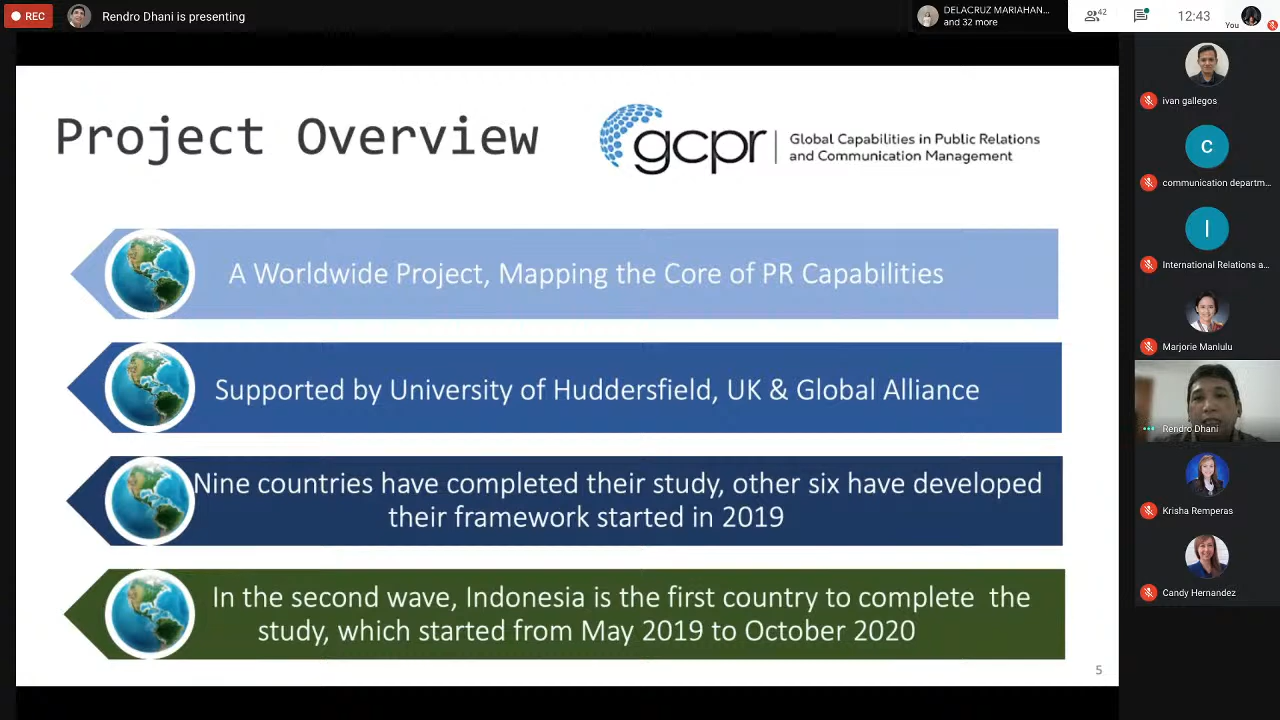 REC
Rendro Dhani is presenting
DELACRUZ MARIAHAN...
and 32 more
42
12:43
You
Project Overview
gcpr
Global Capabilities in Public Relations
and Communication Management
A Worldwide Project, Mapping the Core of PR Capabilities
Supported by University of Huddersfield, UK & Global Alliance
Nine countries have completed their study, other six have developed
their framework started in 2019
In the second wave, Indonesia is the first country to complete the
study, which started from May 2019 to October 2020
5
ivan gallegos
C
communication departm...
I
International Relations a...
Marjorie Manlulu
Rendro Dhani
Krisha Remperas
Candy Hernandez